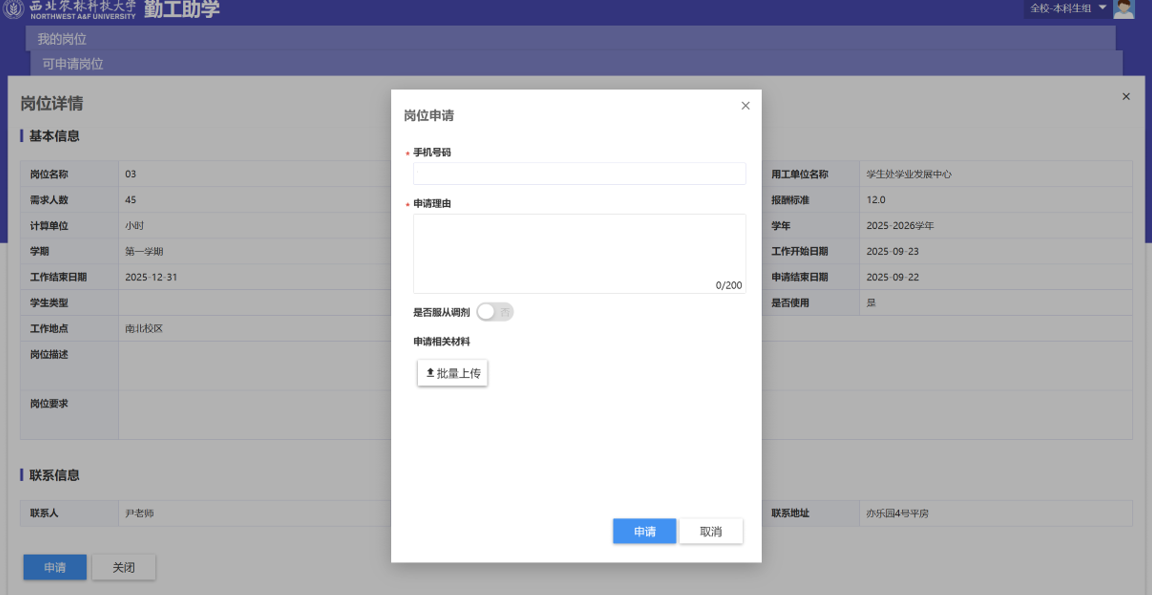 西北农林科技大学
NORTHWEST A&F UNIVERSITY
勤工助学
全校-本科生组
我的岗位
可申请岗位
岗位详情
基本信息
岗位名称 03 用工单位名称 学生处学业发展中心
需求人数 45 报酬标准 12.0
计算单位 小时 学年 2025-2026学年
学期 第一学期 工作开始日期 2025-09-23
工作结束日期 2025-12-31 申请结束日期 2025-09-22
学生类型 是否使用 是
工作地点 南北校区
岗位描述
岗位要求
联系信息
联系人 尹老师 联系地址 亦乐园4号平房
申请 关闭
岗位申请
* 手机号码
* 申请理由
0/200
是否服从调剂 否
申请相关材料
批量上传
申请 取消